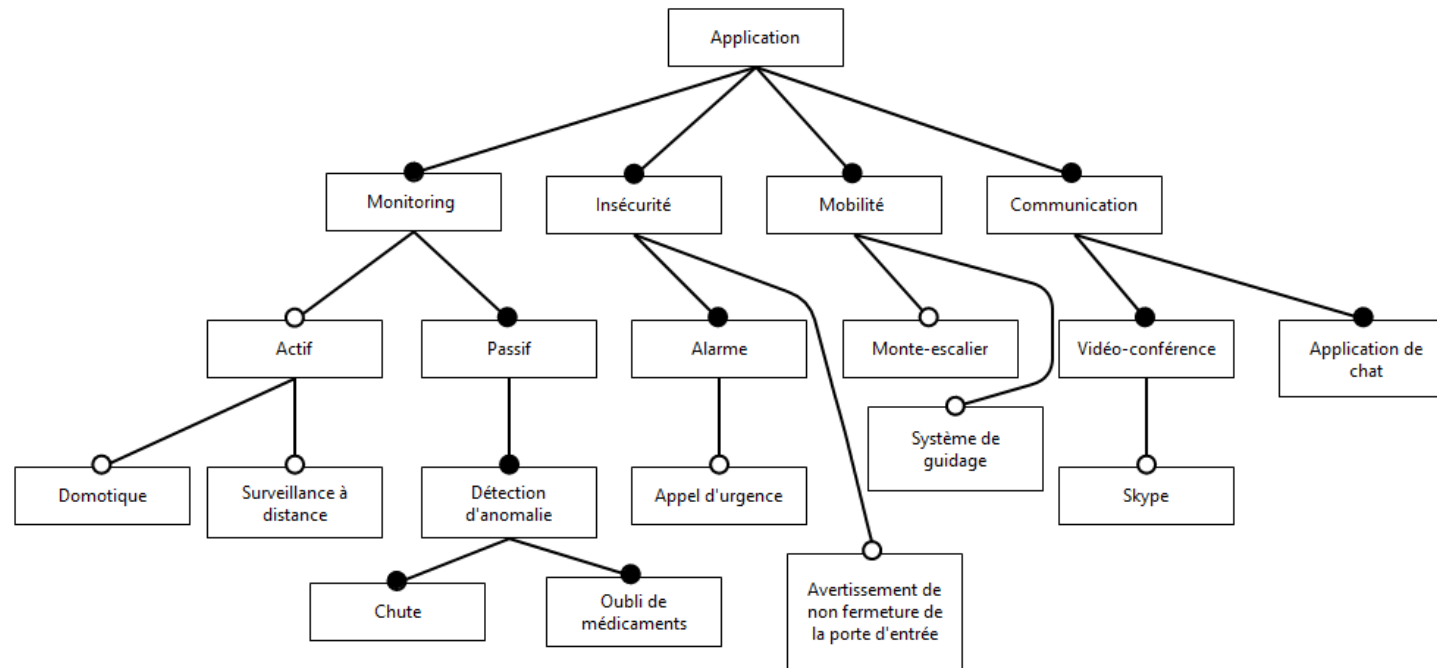 Application
Monitoring
Insécurité
Mobilité
Communication
Actif
Passif
Alarme
Monte-escalier
Vidéo-conférence
Application de
chat
Système de
guidage
Domotique
Surveillance à
distance
Détection
d'anomalie
Appel d'urgence
Skype
Chute
Oubli de
médicaments
Avertissement de
non fermeture de
la porte d'entrée